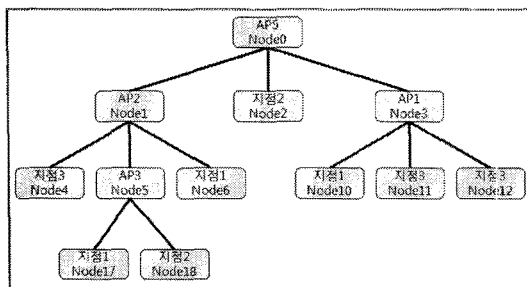 AP5
Node0
AP2
Node1
지점2
Node2
AP1
Node3
지점3
Node4
AP3
Node5
지점1
Node6
지점1
Node10
지점3
Node11
지점3
Node12
지점1
Node17
지점2
Node18